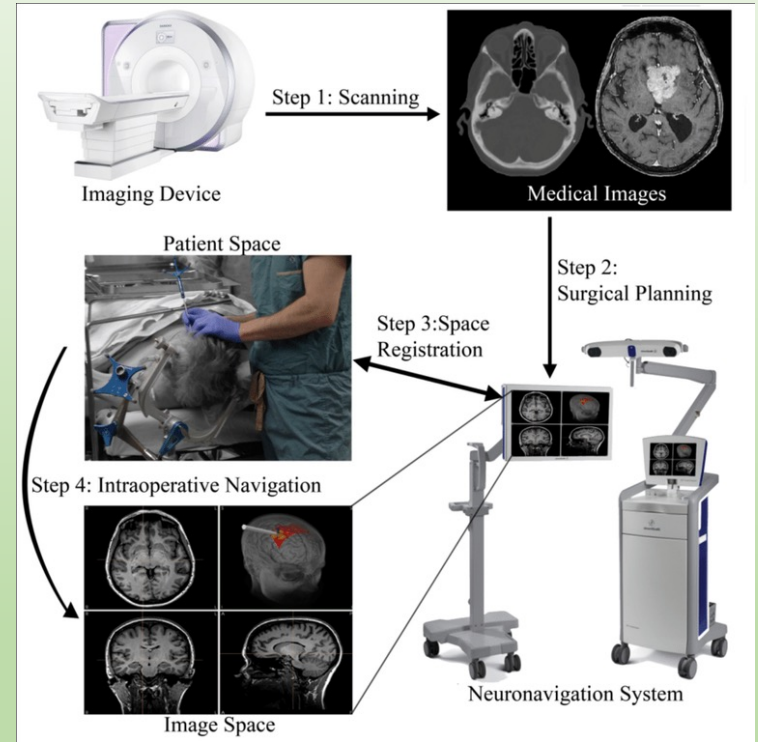 Step 1: Scanning
Imaging Device
Medical Images
Patient Space
Step 2:
Surgical Planning
Step 3:Space
Registration
Step 4: Intraoperative Navigation
Neuronavigation System
Image Space